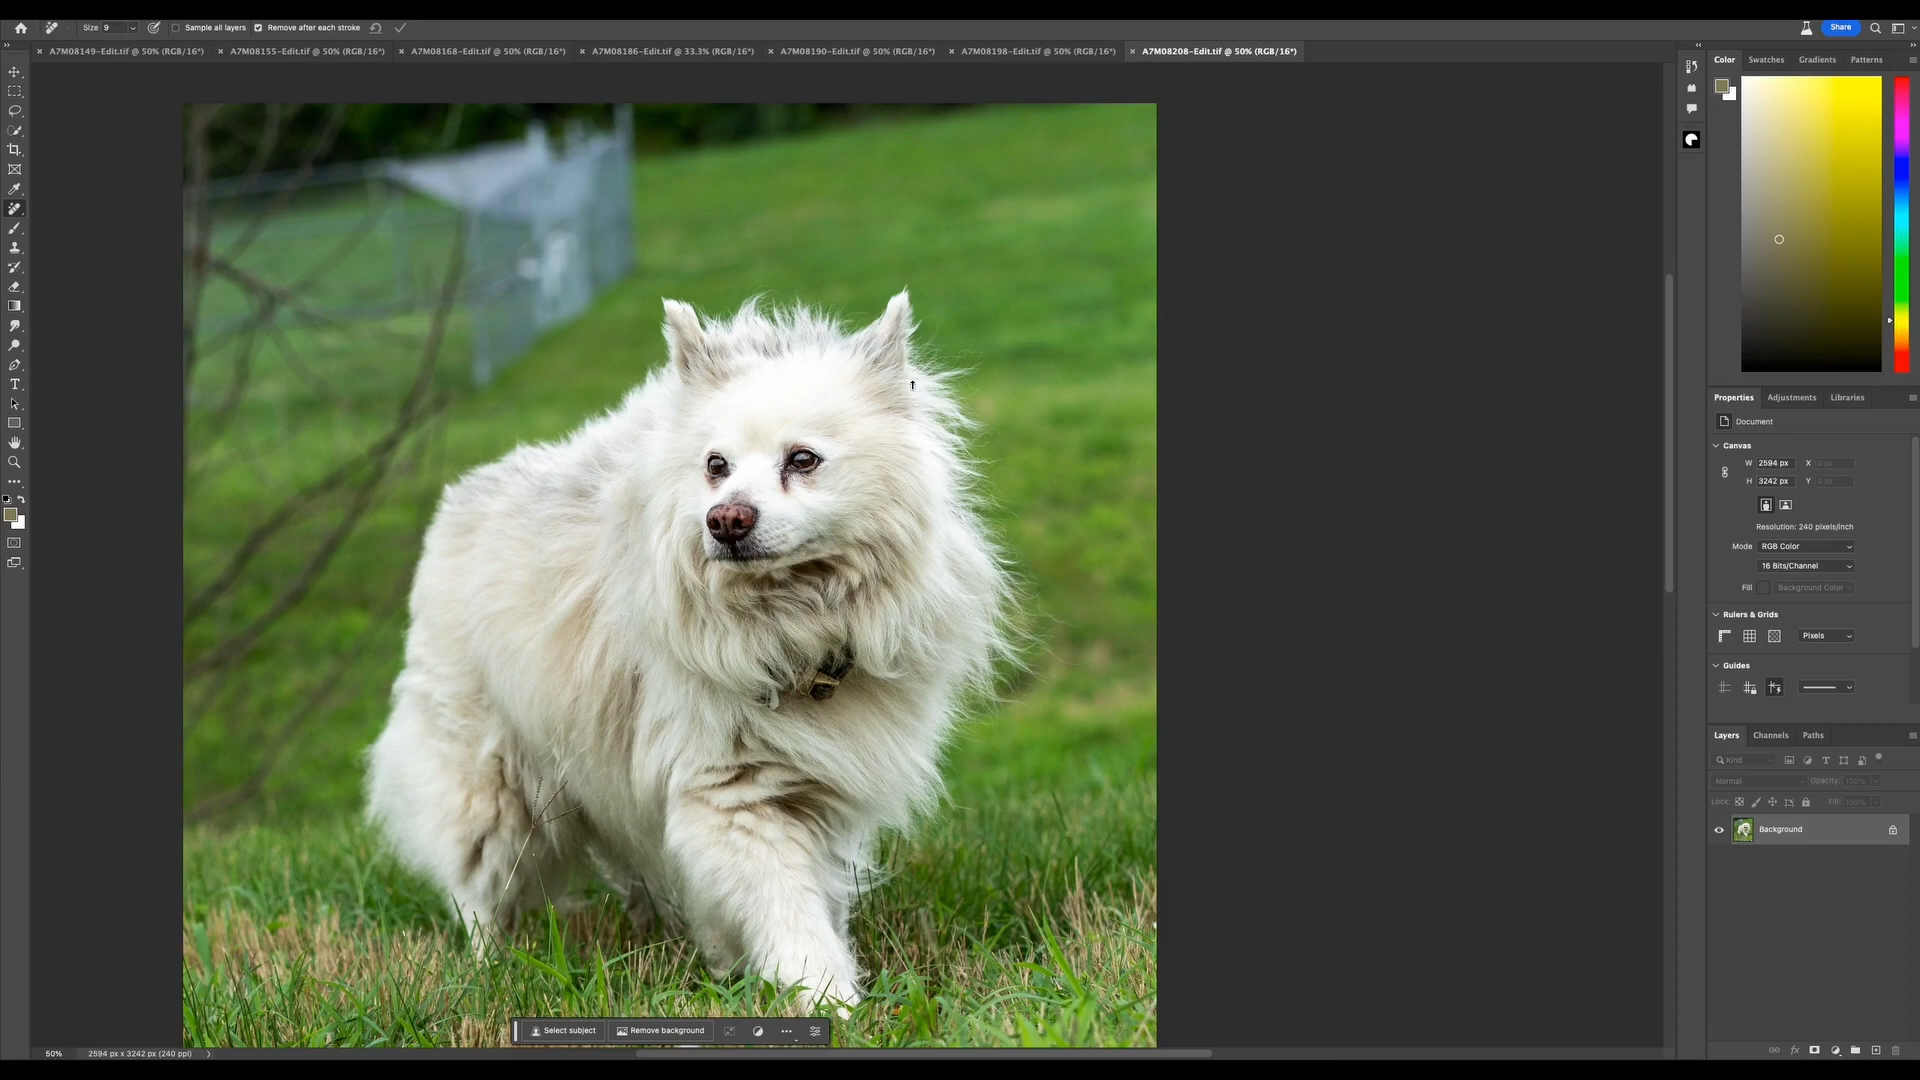 Size 9 Sample all layers Remove after each stroke Share
× A7M08149-Edit.tif @ 50% (RGB/16*) × A7M08155-Edit.tif @ 50% (RGB/16*) × A7M08168-Edit.tif @ 50% (RGB/16*) × A7M08186-Edit.tif @ 33.3% (RGB/16*) × A7M08190-Edit.tif @ 50% (RGB/16*) × A7M08198-Edit.tif @ 50% (RGB/16*) × A7M08208-Edit.tif @ 50% (RGB/16*)
Color Swatches Gradients Patterns
Properties Adjustments Libraries
Document
Canvas
W 2594 px X 0 px
H 3242 px Y 0 px
Resolution: 240 pixels/inch
Mode RGB Color
16 Bits/Channel
Fill Background Color
Rulers & Grids
Pixels
Guides
Layers Channels Paths
Kind
Normal Opacity: 100%
Lock: Fill: 100%
Background
Select subject Remove background
50% 2594 px x 3242 px (240 ppi)